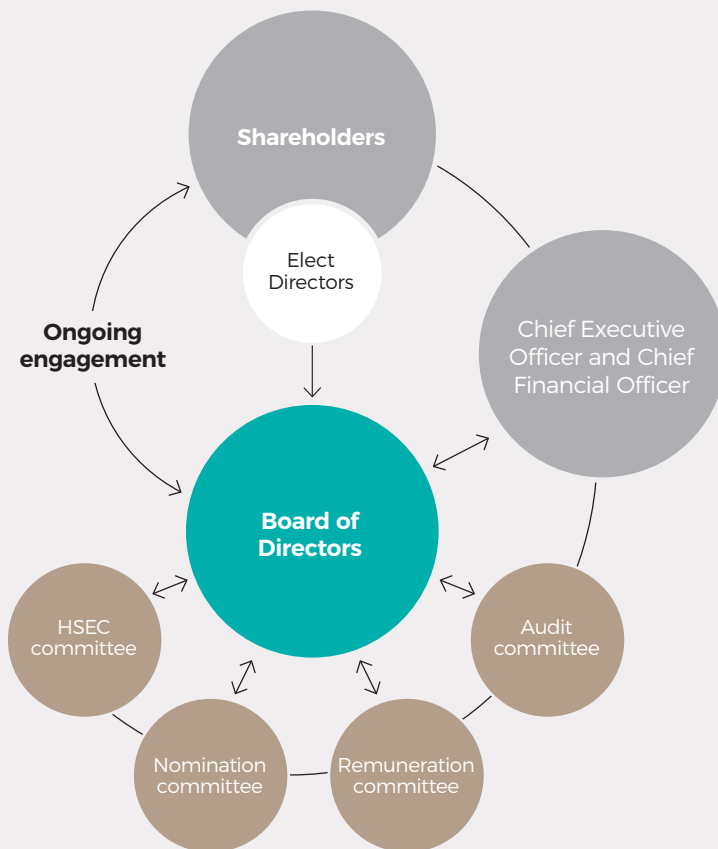 Shareholders
Elect
Directors
Ongoing
engagement
Chief Executive
Officer and Chief
Financial Officer
Board of
Directors
HSEC
committee
Audit
committee
Nomination
committee
Remuneration
committee